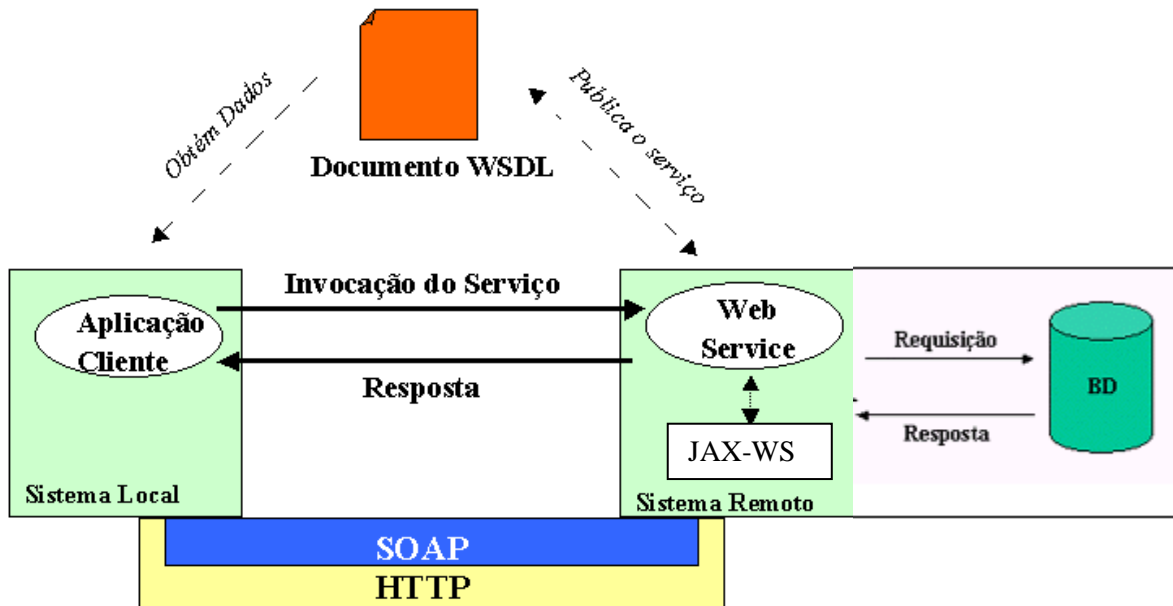 Obtém Dados
Publica o serviço
Documento WSDL
Invocação do Serviço
Aplicação
Cliente
Web
Service
Requisição
BD
Resposta
Resposta
JAX-WS
Sistema Local
Sistema Remoto
SOAP
HTTP